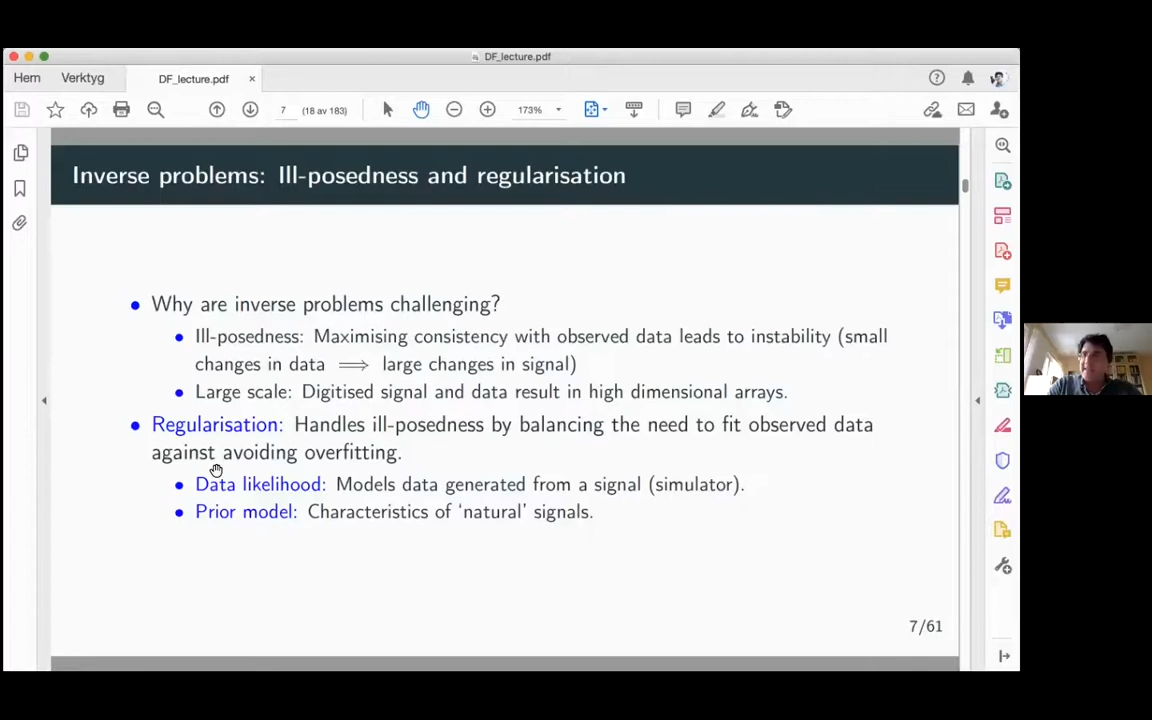 DF_lecture.pdf
Hem Verktyg DF_lecture.pdf ×
7 (18 av 183) 173%
Inverse problems: Ill-posedness and regularisation
• Why are inverse problems challenging?
• Ill-posedness: Maximising consistency with observed data leads to instability (small
changes in data ⟹ large changes in signal)
• Large scale: Digitised signal and data result in high dimensional arrays.
• Regularisation: Handles ill-posedness by balancing the need to fit observed data
against avoiding overfitting.
• Data likelihood: Models data generated from a signal (simulator).
• Prior model: Characteristics of ‘natural’ signals.
7/61